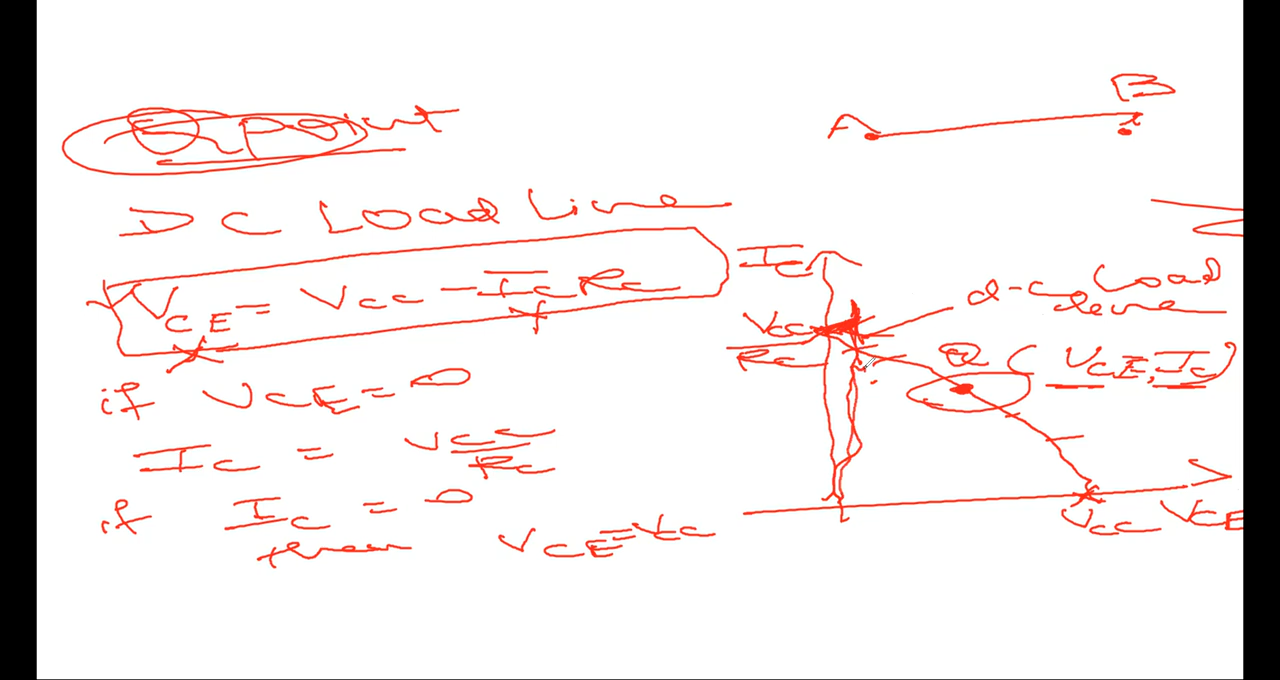 Q point
DC Load Line
VCE = VCC - IC RC
if VCE = 0
IC = VCC / RC
if IC = 0
then VCE = VCC
A B
IC
d-c Load
VCC / RC
Q (VCE, IC)
VCC VCE